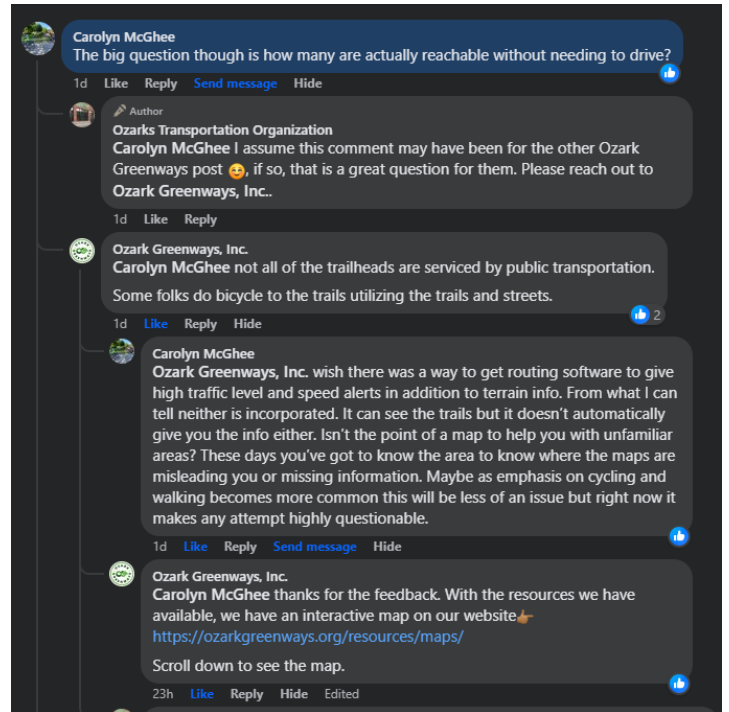 Carolyn McGhee
The big question though is how many are actually reachable without needing to drive?
1d Like Reply Send message Hide
Author
Ozarks Transportation Organization
Carolyn McGhee I assume this comment may have been for the other Ozark
Greenways post 😉, if so, that is a great question for them. Please reach out to
Ozark Greenways, Inc..
1d Like Reply
Ozark Greenways, Inc.
Carolyn McGhee not all of the trailheads are serviced by public transportation.
Some folks do bicycle to the trails utilizing the trails and streets.
2
1d Like Reply Hide
Carolyn McGhee
Ozark Greenways, Inc. wish there was a way to get routing software to give
high traffic level and speed alerts in addition to terrain info. From what I can
tell neither is incorporated. It can see the trails but it doesn’t automatically
give you the info either. Isn’t the point of a map to help you with unfamiliar
areas? These days you’ve got to know the area to know where the maps are
misleading you or missing information. Maybe as emphasis on cycling and
walking becomes more common this will be less of an issue but right now it
makes any attempt highly questionable.
1d Like Reply Send message Hide
Ozark Greenways, Inc.
Carolyn McGhee thanks for the feedback. With the resources we have
available, we have an interactive map on our website👉🏾
https://ozarkgreenways.org/resources/maps/
Scroll down to see the map.
23h Like Reply Hide Edited